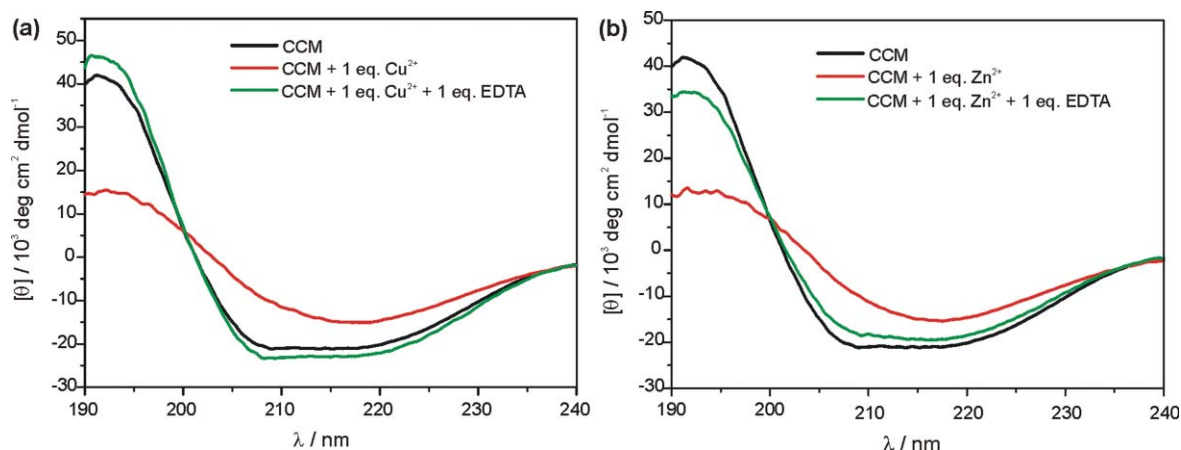 (a)
CCM
CCM + 1 eq. Cu²⁺
CCM + 1 eq. Cu²⁺ + 1 eq. EDTA
[θ] / 10³ deg cm² dmol⁻¹
50
40
30
20
10
0
-10
-20
-30
190 200 210 220 230 240
λ / nm
(b)
CCM
CCM + 1 eq. Zn²⁺
CCM + 1 eq. Zn²⁺ + 1 eq. EDTA
[θ] / 10³ deg cm² dmol⁻¹
50
40
30
20
10
0
-10
-20
-30
190 200 210 220 230 240
λ / nm